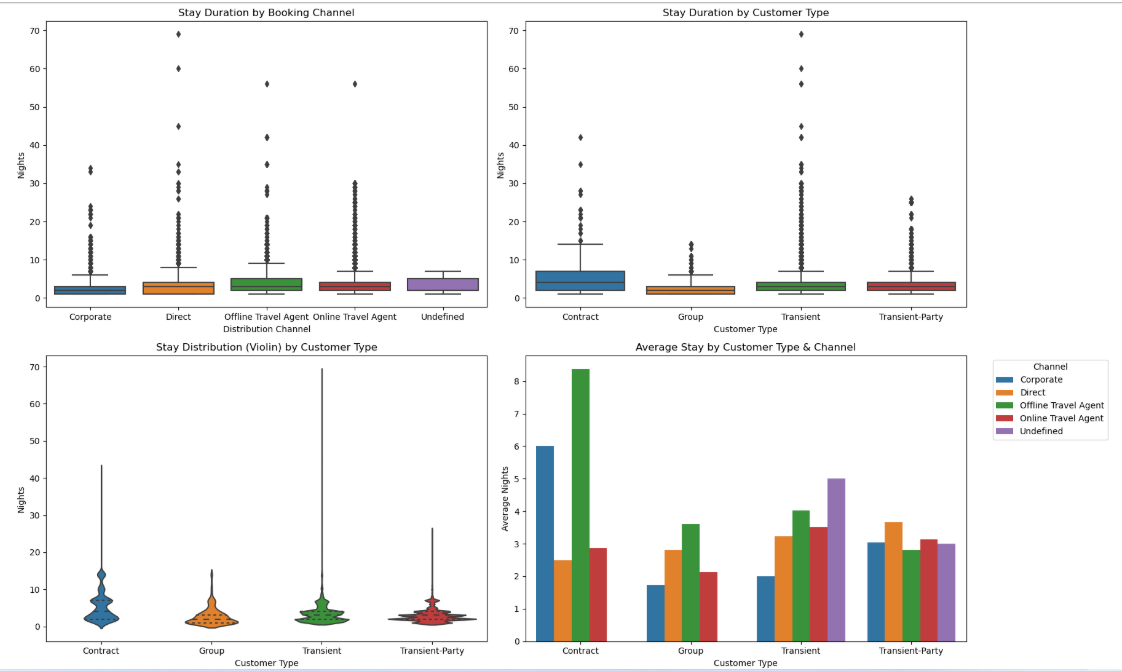 Stay Duration by Booking Channel
70
60
50
40
30
20
10
0
Nights
Corporate Direct Offline Travel Agent Online Travel Agent Undefined
Distribution Channel
Stay Duration by Customer Type
70
60
50
40
30
20
10
0
Nights
Contract Group Transient Transient-Party
Customer Type
Stay Distribution (Violin) by Customer Type
70
60
50
40
30
20
10
0
Nights
Contract Group Transient Transient-Party
Customer Type
Average Stay by Customer Type & Channel
8
7
6
5
4
3
2
1
0
Average Nights
Contract Group Transient Transient-Party
Customer Type
Channel
Corporate
Direct
Offline Travel Agent
Online Travel Agent
Undefined